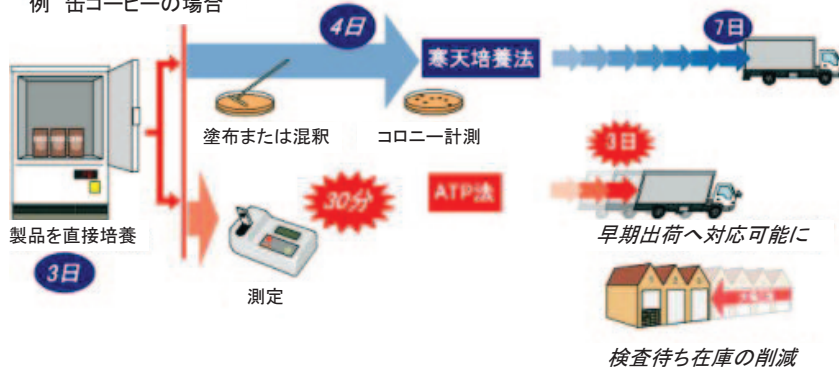 例 缶コーヒーの場合
4日
寒天培養法
7日
塗布または混釈
コロニー計測
製品を直接培養
3日
30分
測定
ATP法
3日
早期出荷へ対応可能に
検査待ち在庫の削減